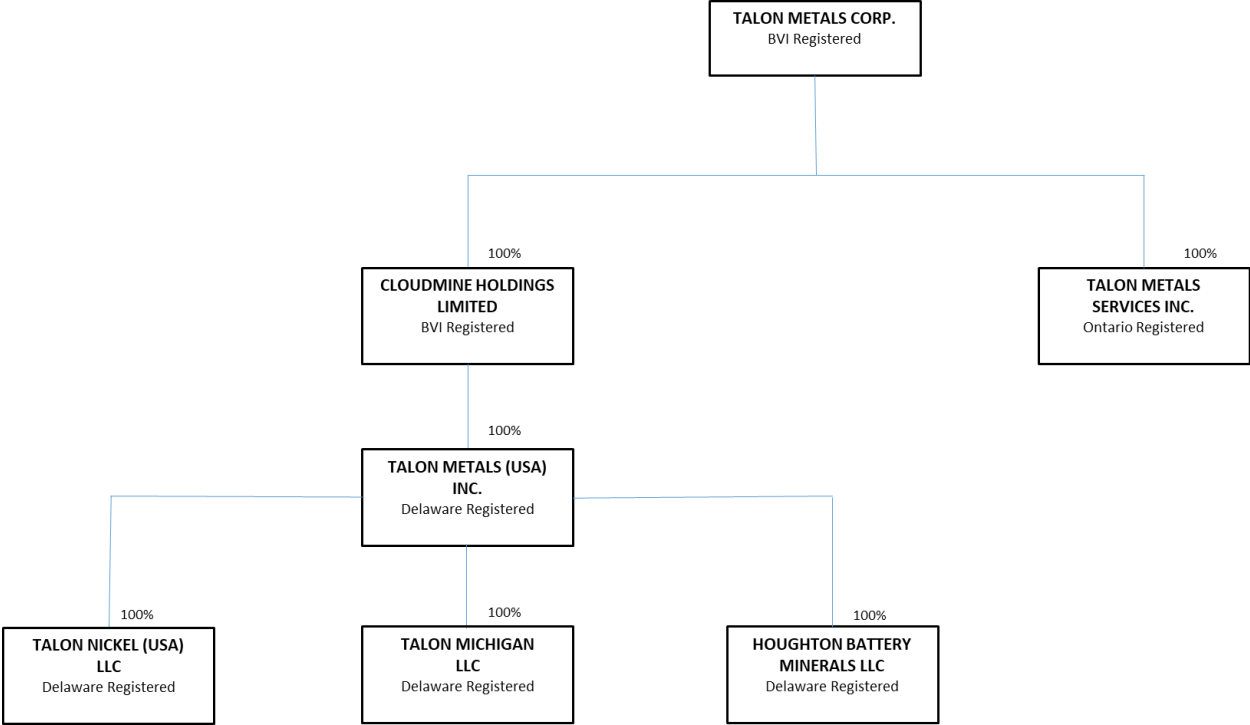 TALON METALS CORP.
BVI Registered
100%
100%
CLOUDMINE HOLDINGS
LIMITED
BVI Registered
TALON METALS
SERVICES INC.
Ontario Registered
100%
TALON METALS (USA)
INC.
Delaware Registered
100%
100%
100%
TALON NICKEL (USA)
LLC
Delaware Registered
TALON MICHIGAN
LLC
Delaware Registered
HOUGHTON BATTERY
MINERALS LLC
Delaware Registered